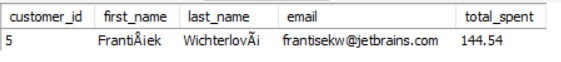 customer_id first_name last_name email total_spent
5 FrantiÅiek WichterlovÃi frantisekw@jetbrains.com 144.54